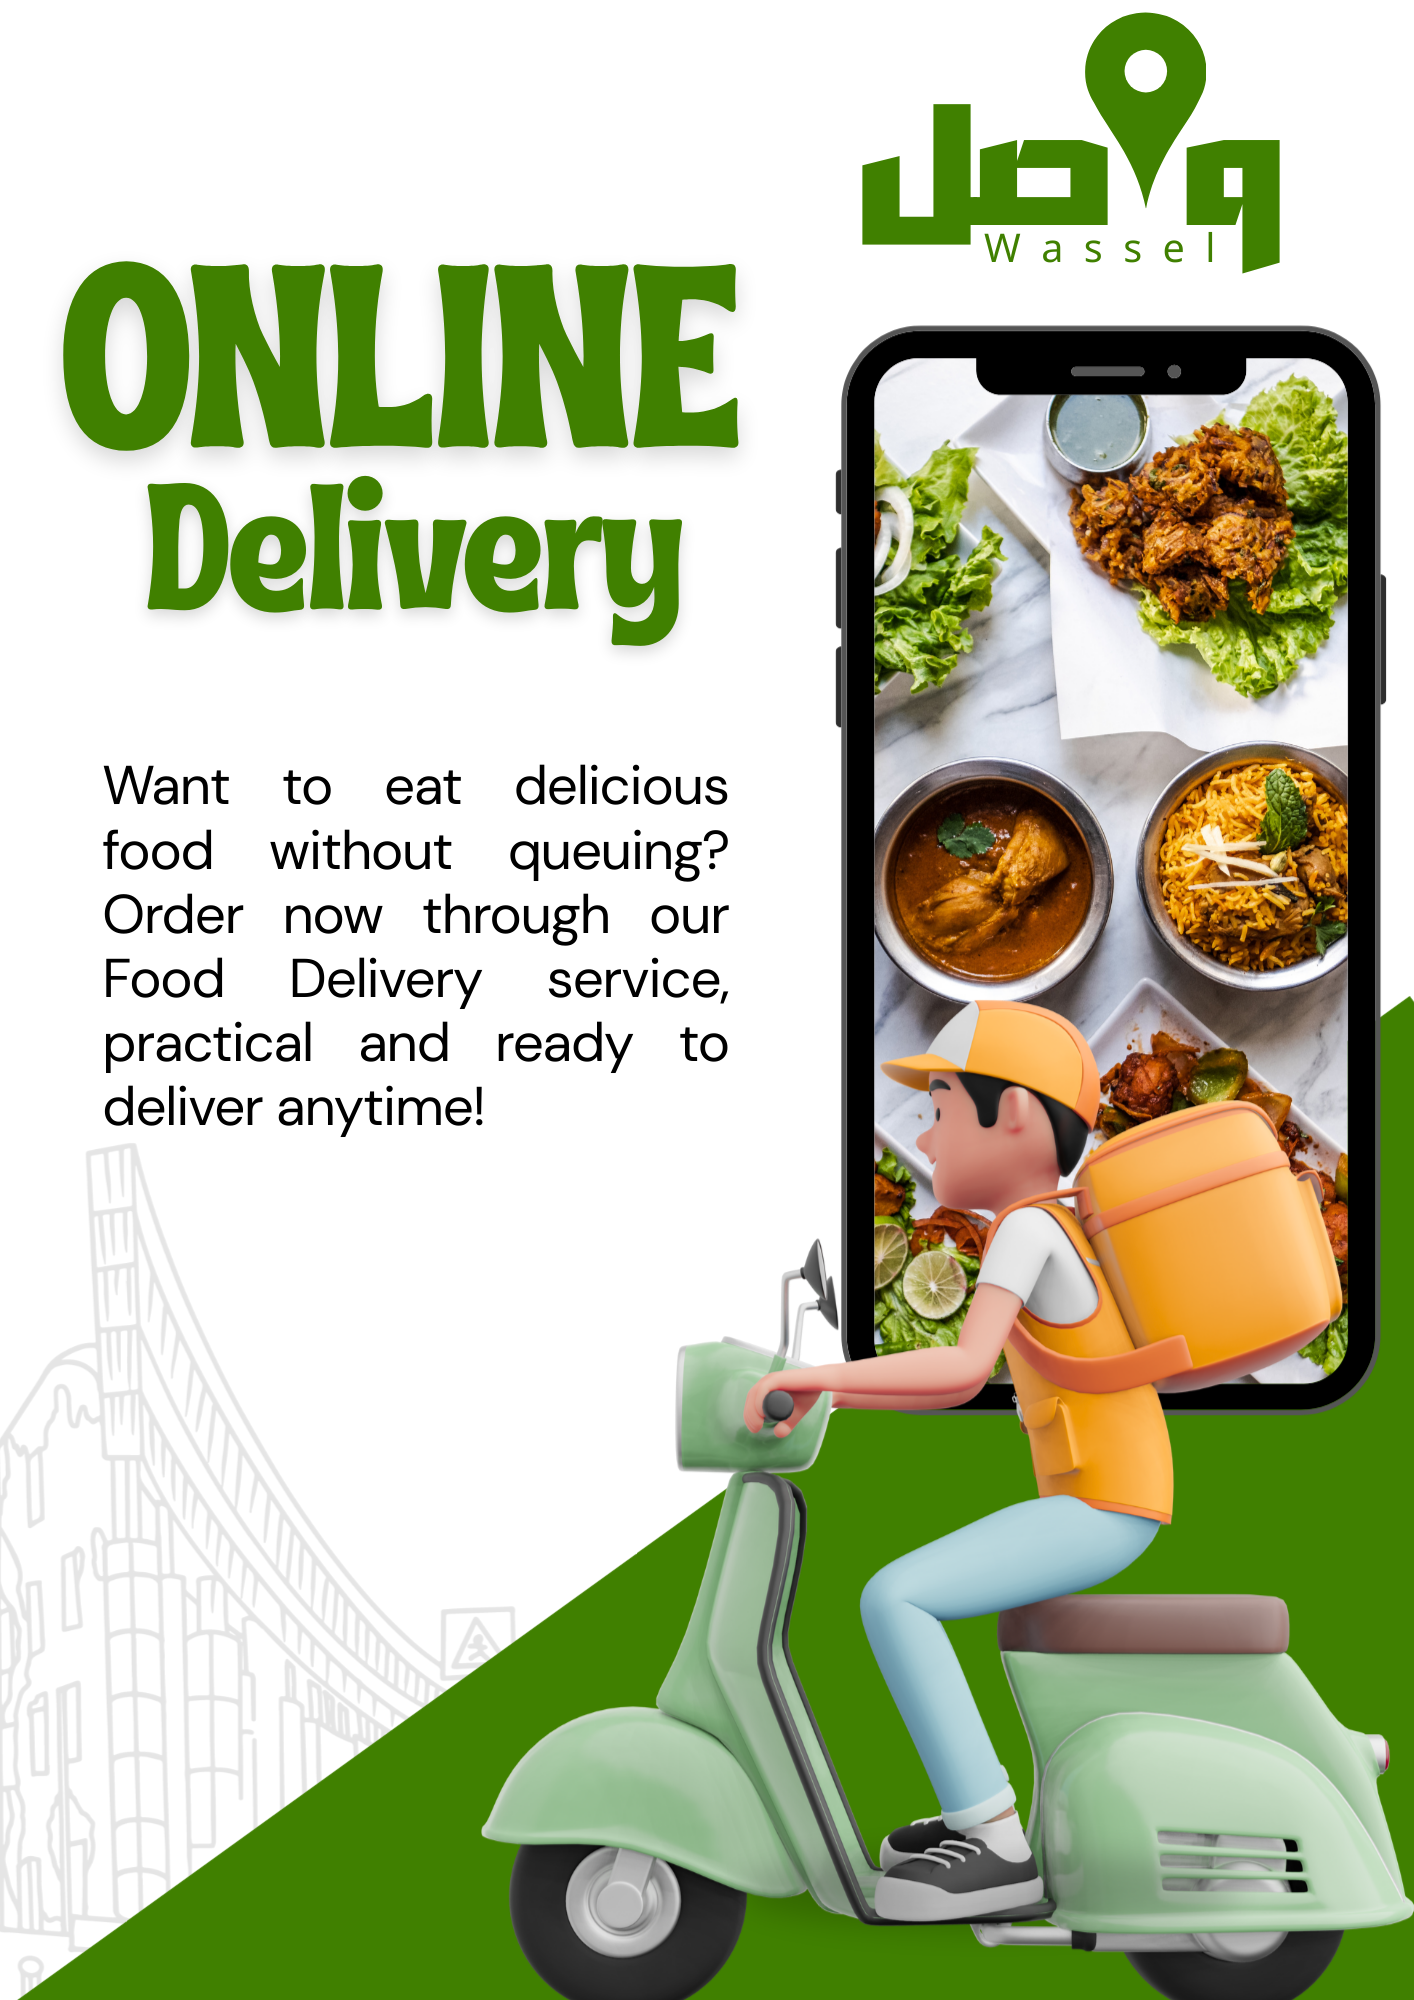 وصل
Wassel
ONLINE
Delivery
Want to eat delicious
food without queuing?
Order now through our
Food Delivery service,
practical and ready to
deliver anytime!